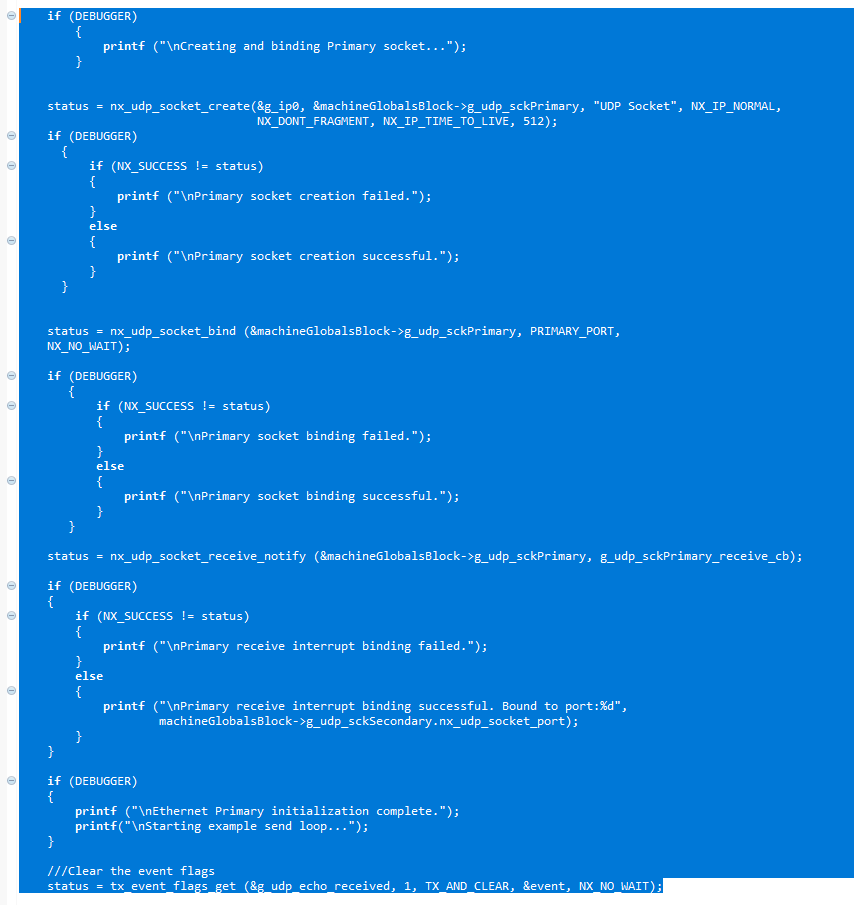 if (DEBUGGER)
{
printf ("\nCreating and binding Primary socket...");
}
status = nx_udp_socket_create(&g_ip0, &machineGlobalsBlock->g_udp_sckPrimary, "UDP Socket", NX_IP_NORMAL,
NX_DONT_FRAGMENT, NX_IP_TIME_TO_LIVE, 512);
if (DEBUGGER)
{
if (NX_SUCCESS != status)
{
printf ("\nPrimary socket creation failed.");
}
else
{
printf ("\nPrimary socket creation successful.");
}
}
status = nx_udp_socket_bind (&machineGlobalsBlock->g_udp_sckPrimary, PRIMARY_PORT,
NX_NO_WAIT);
if (DEBUGGER)
{
if (NX_SUCCESS != status)
{
printf ("\nPrimary socket binding failed.");
}
else
{
printf ("\nPrimary socket binding successful.");
}
}
status = nx_udp_socket_receive_notify (&machineGlobalsBlock->g_udp_sckPrimary, g_udp_sckPrimary_receive_cb);
if (DEBUGGER)
{
if (NX_SUCCESS != status)
{
printf ("\nPrimary receive interrupt binding failed.");
}
else
{
printf ("\nPrimary receive interrupt binding successful. Bound to port:%d",
machineGlobalsBlock->g_udp_sckSecondary.nx_udp_socket_port);
}
}
if (DEBUGGER)
{
printf ("\nEthernet Primary initialization complete.");
printf("\nStarting example send loop...");
}
///Clear the event flags
status = tx_event_flags_get (&g_udp_echo_received, 1, TX_AND_CLEAR, &event, NX_NO_WAIT);